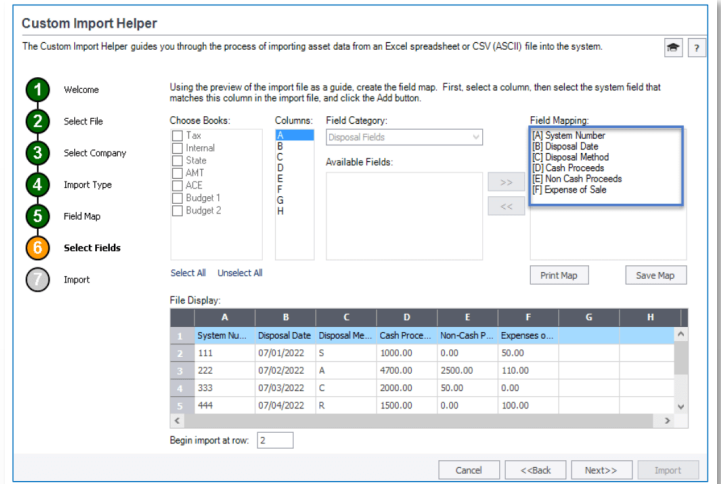 Custom Import Helper
The Custom Import Helper guides you through the process of importing asset data from an Excel spreadsheet or CSV (ASCII) file into the system.
?
1 Welcome
2 Select File
3 Select Company
4 Import Type
5 Field Map
6 Select Fields
7 Import
Using the preview of the import file as a guide, create the field map. First, select a column, then select the system field that
matches this column in the import file, and click the Add button.
Choose Books:
Tax
Internal
State
AMT
ACE
Budget 1
Budget 2
Select All Unselect All
Columns:
A
B
C
D
E
F
G
H
Field Category:
Disposal Fields
Available Fields:
>>
<<
Field Mapping:
[A] System Number
[B] Disposal Date
[C] Disposal Method
[D] Cash Proceeds
[E] Non Cash Proceeds
[F] Expense of Sale
Print Map Save Map
File Display:
A B C D E F G H
1 System Nu... Disposal Date Disposal Me... Cash Proce... Non-Cash P... Expenses o...
2 111 07/01/2022 S 1000.00 0.00 50.00
3 222 07/02/2022 A 4700.00 2500.00 110.00
4 333 07/03/2022 C 2000.00 50.00 0.00
5 444 07/04/2022 R 1500.00 0.00 100.00
Begin import at row: 2
Cancel <<Back Next>> Import